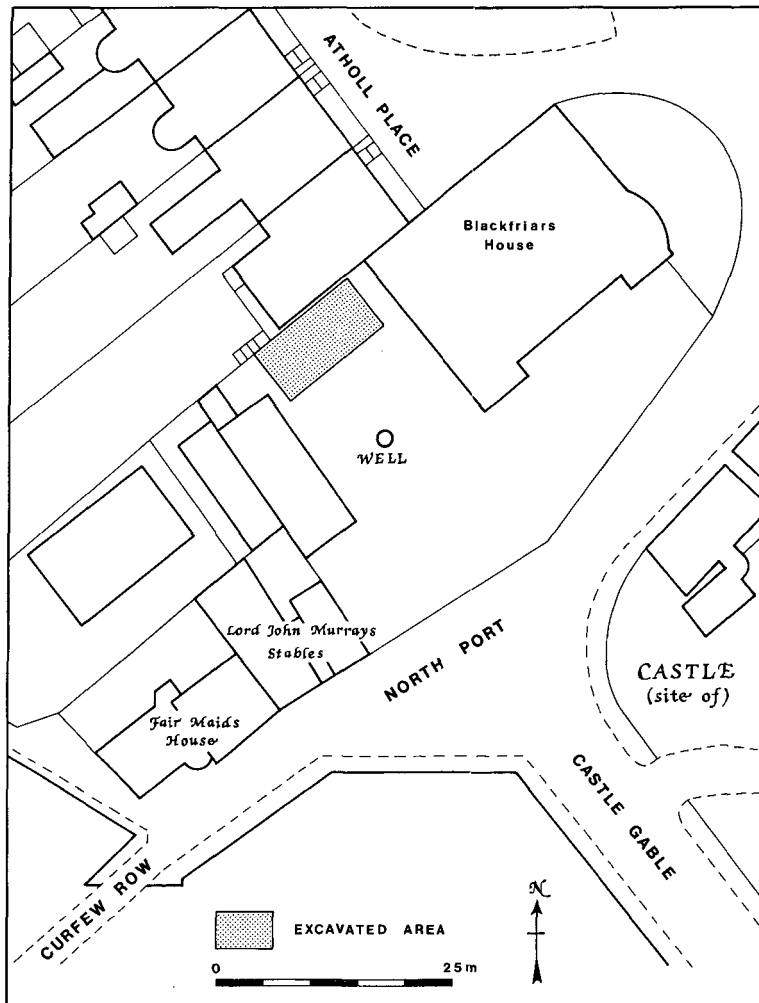 ATHOLL PLACE
Blackfriars
House
WELL
Lord John Murrays
Stables
NORTH PORT
CASTLE
(site of)
Fair Maids
House
CASTLE GABLE
CURFEW ROW
N
EXCAVATED AREA
0 25m